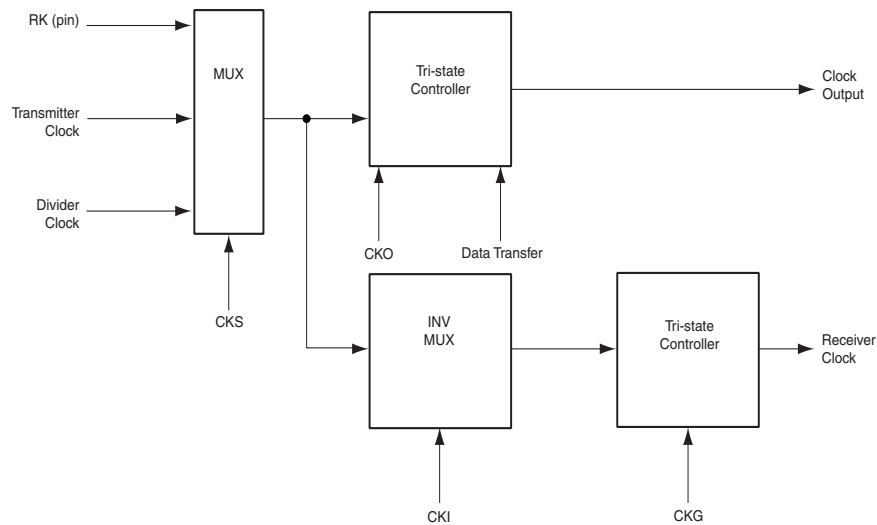 RK (pin)
MUX
Tri-state
Controller
Clock
Output
Transmitter
Clock
Divider
Clock
CKO
Data Transfer
CKS
INV
MUX
Tri-state
Controller
Receiver
Clock
CKI
CKG